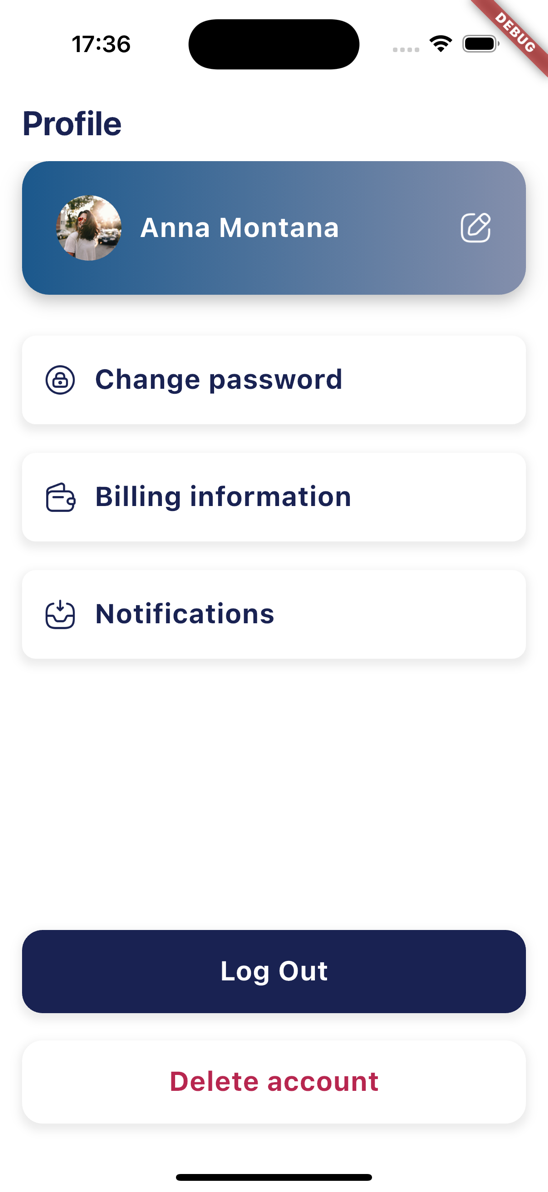 17:36
DEBUG
Profile
Anna Montana
Change password
Billing information
Notifications
Log Out
Delete account